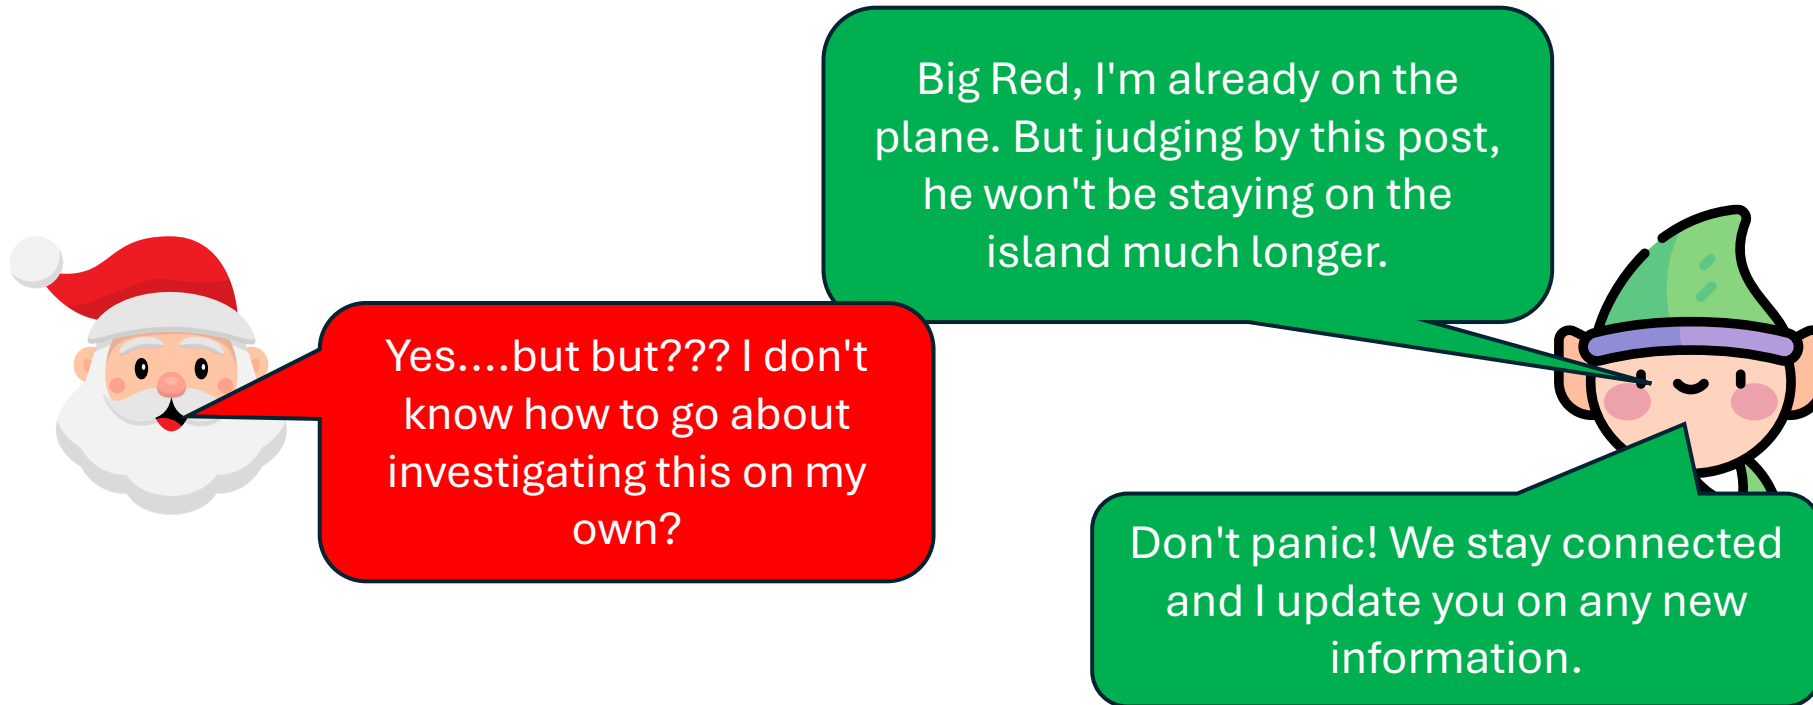 Big Red, I'm already on the
plane. But judging by this post,
he won't be staying on the
island much longer.
Yes....but but??? I don't
know how to go about
investigating this on my
own?
Don't panic! We stay connected
and I update you on any new
information.